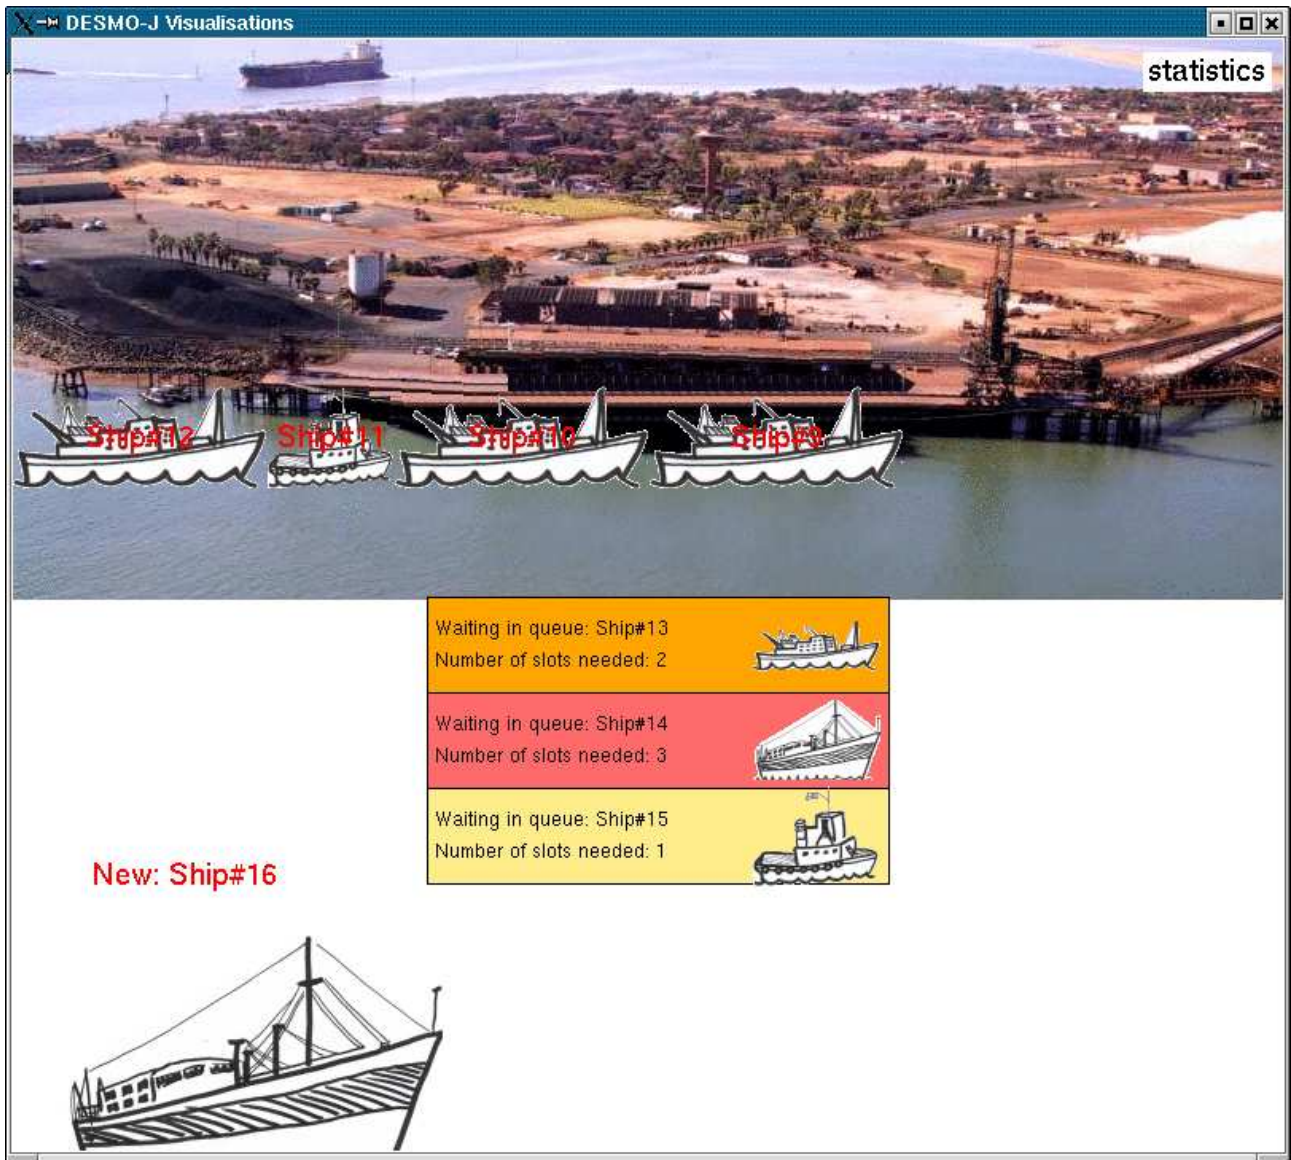 DESMO-J Visualisations
statistics
Ship#12 Ship#11 Ship#10 Ship#9
Waiting in queue: Ship#13
Number of slots needed: 2
Waiting in queue: Ship#14
Number of slots needed: 3
Waiting in queue: Ship#15
Number of slots needed: 1
New: Ship#16